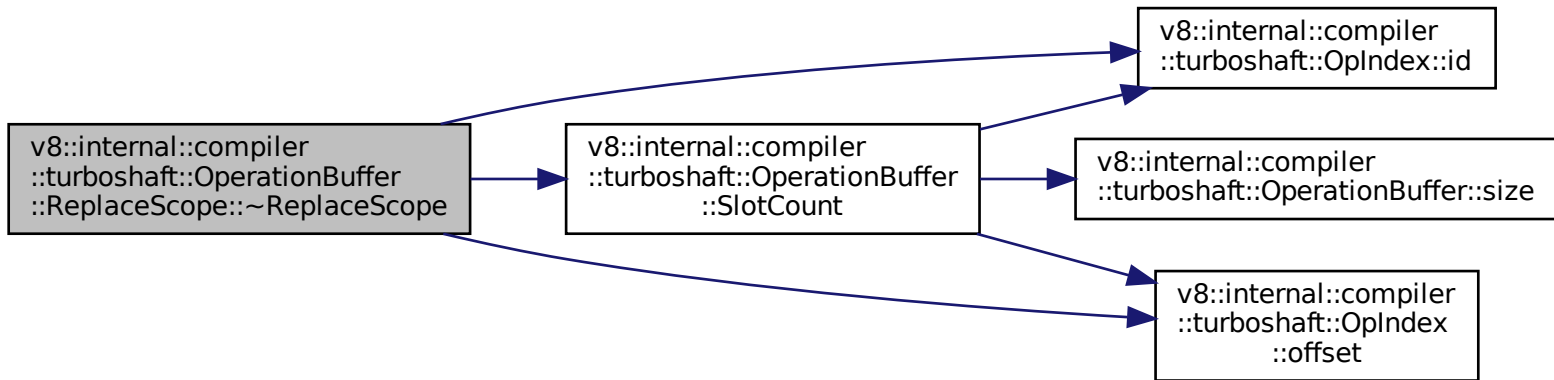 v8::internal::compiler
::turboshaft::OperationBuffer
::ReplaceScope::~ReplaceScope
v8::internal::compiler
::turboshaft::OperationBuffer
::SlotCount
v8::internal::compiler
::turboshaft::OpIndex::id
v8::internal::compiler
::turboshaft::OperationBuffer::size
v8::internal::compiler
::turboshaft::OpIndex
::offset